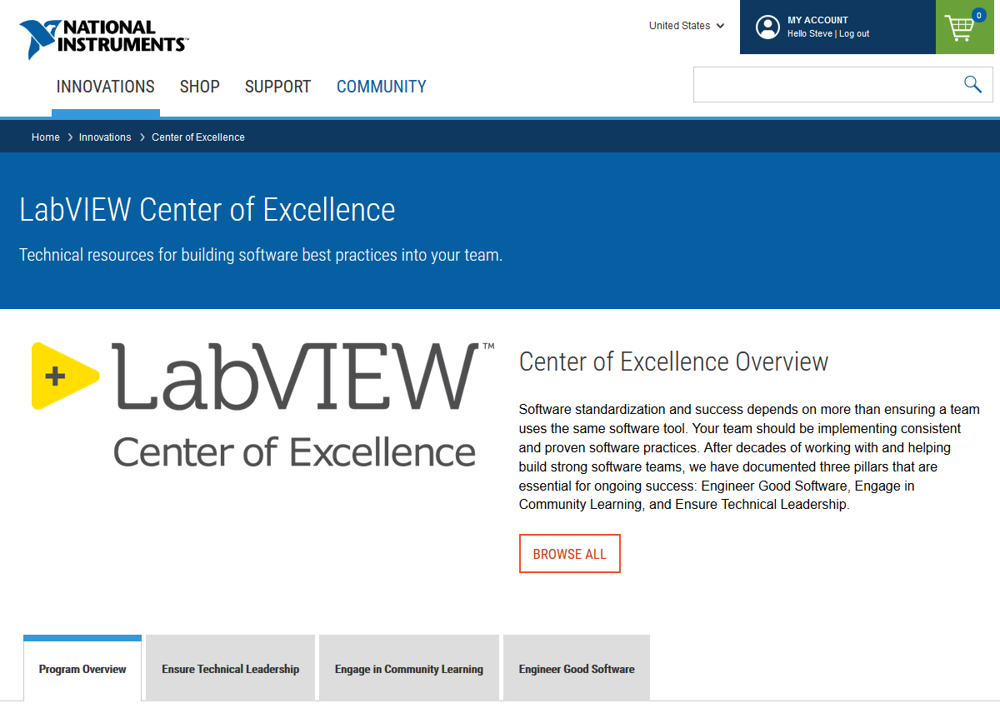 NATIONAL
INSTRUMENTS™
United States
MY ACCOUNT
Hello Steve | Log out
0
INNOVATIONS SHOP SUPPORT COMMUNITY
Home > Innovations > Center of Excellence
LabVIEW Center of Excellence
Technical resources for building software best practices into your team.
+ LabVIEW™
Center of Excellence
Center of Excellence Overview
Software standardization and success depends on more than ensuring a team
uses the same software tool. Your team should be implementing consistent
and proven software practices. After decades of working with and helping
build strong software teams, we have documented three pillars that are
essential for ongoing success: Engineer Good Software, Engage in
Community Learning, and Ensure Technical Leadership.
BROWSE ALL
Program Overview Ensure Technical Leadership Engage in Community Learning Engineer Good Software